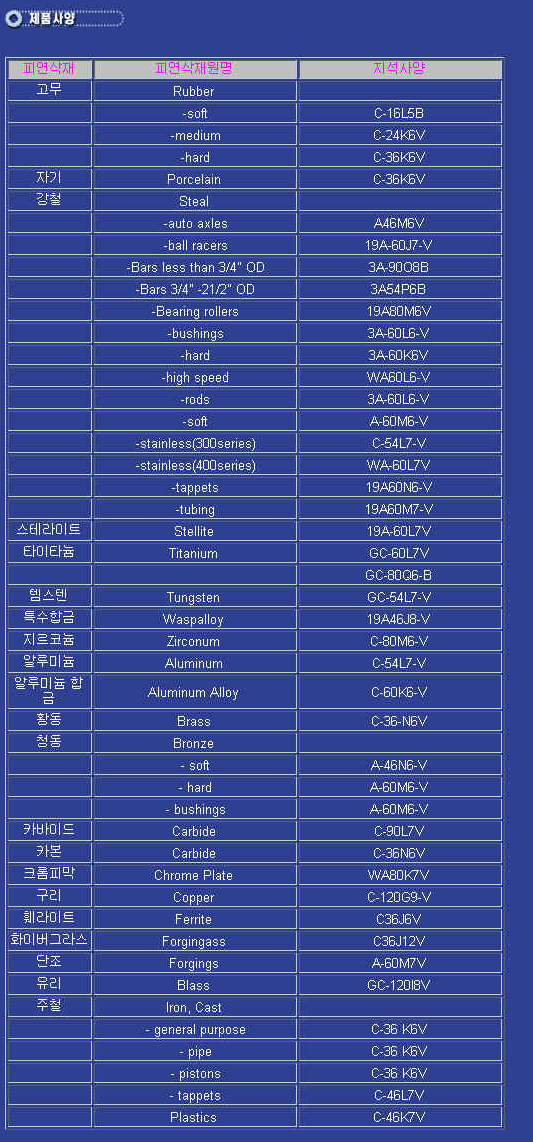 제품사양
피연삭재 피연삭재원명 지석사양
고무 Rubber
-soft C-16L5B
-medium C-24K6V
-hard C-36K6V
자기 Porcelain C-36K6V
강철 Steal
-auto axles A46M6V
-ball racers 19A-60J7-V
-Bars less than 3/4" OD 3A-90O8B
-Bars 3/4" -21/2" OD 3A54P6B
-Bearing rollers 19A80M6V
-bushings 3A-60L6-V
-hard 3A-60K6V
-high speed WA60L6-V
-rods 3A-60L6-V
-soft A-60M6-V
-stainless(300series) C-54L7-V
-stainless(400series) WA-60L7V
-tappets 19A60N6-V
-tubing 19A60M7-V
스테라이트 Stellite 19A-60L7V
타이타늄 Titanium GC-60L7V
GC-80Q6-B
템스텐 Tungsten GC-54L7-V
특수합금 Waspalloy 19A46J8-V
지르코늄 Zirconum C-80M6-V
알루미늄 Aluminum C-54L7-V
알루미늄 합
금 Aluminum Alloy C-60K6-V
황동 Brass C-36-N6V
청동 Bronze
- soft A-46N6-V
- hard A-60M6-V
- bushings A-60M6-V
카바이드 Carbide C-90L7V
카본 Carbide C-36N6V
크롬피막 Chrome Plate WA80K7V
구리 Copper C-120G9-V
훼라이트 Ferrite C36J6V
화이버그라스 Forgingass C36J12V
단조 Forgings A-60M7V
유리 Blass GC-120I8V
주철 Iron, Cast
- general purpose C-36 K6V
- pipe C-36 K6V
- pistons C-36 K6V
- tappets C-46L7V
Plastics C-46K7V